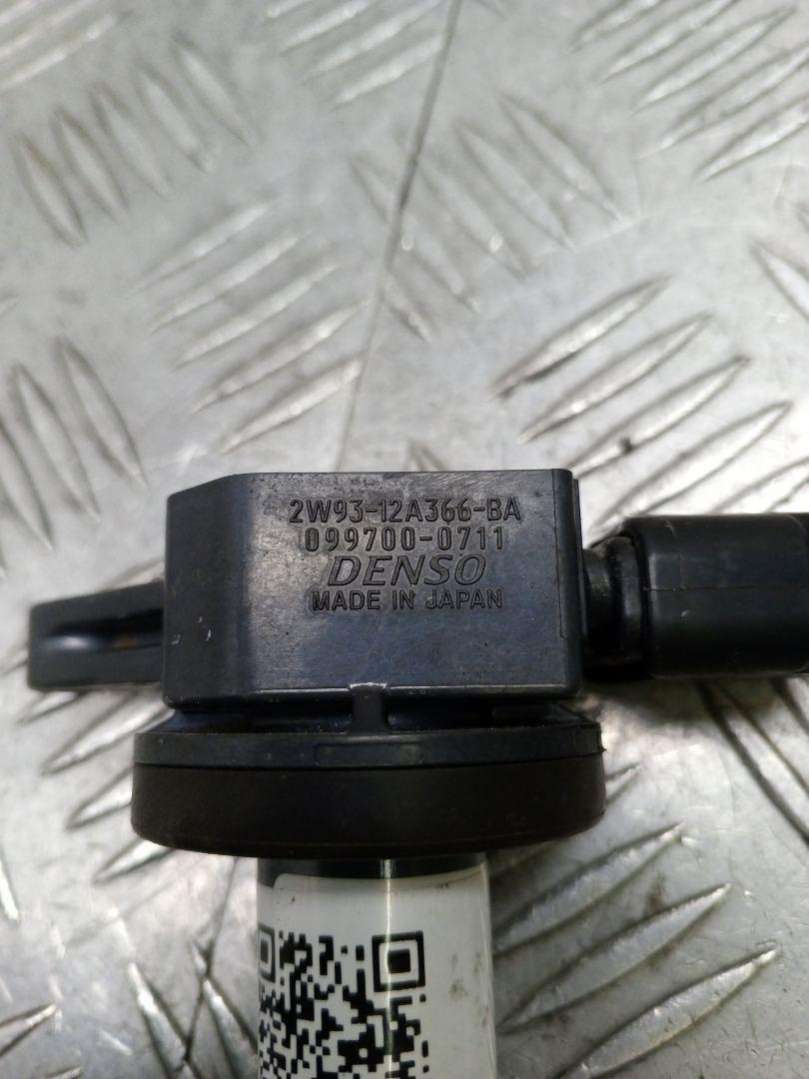 2W93-12A366-BA
099700-0711
DENSO
MADE IN JAPAN